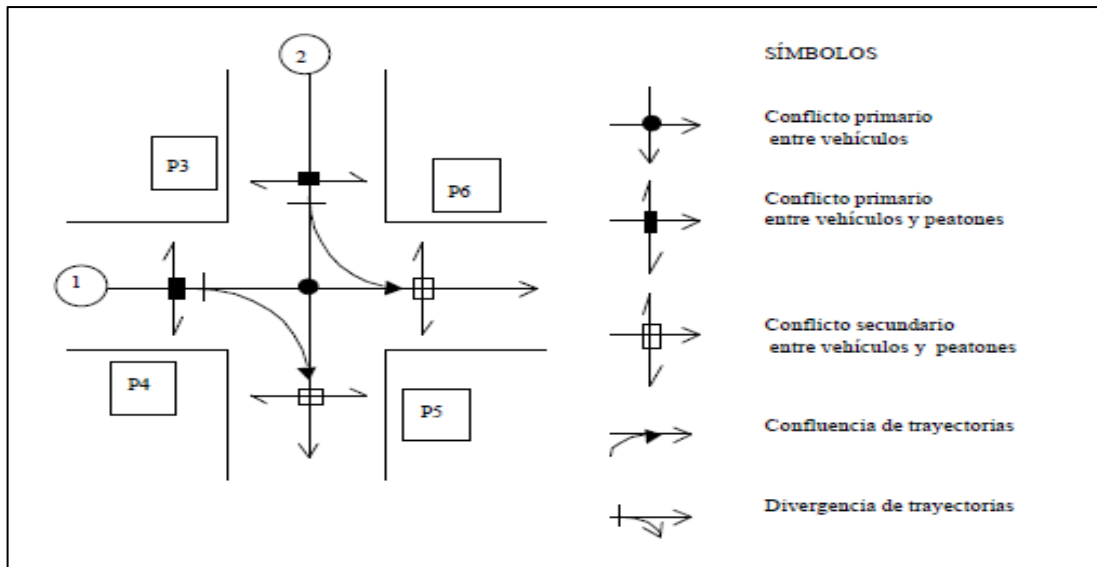 2
P3
P6
1
P4
P5
SÍMBOLOS
Conflicto primario
entre vehículos
Conflicto primario
entre vehículos y peatones
Conflicto secundario
entre vehículos y peatones
Confluencia de trayectorias
Divergencia de trayectorias